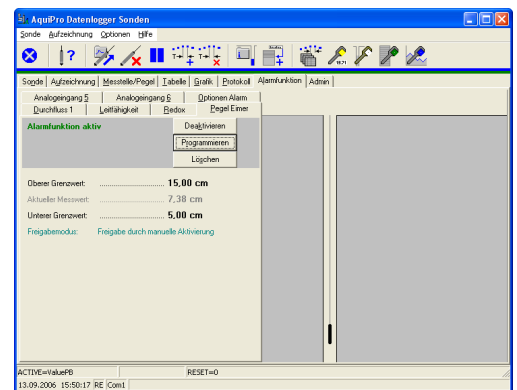 AquiPro Datenlogger Sonden
Sonde Aufzeichnung Optionen Hilfe
Sonde Aufzeichnung Messtelle/Pegel Tabelle Grafik Protokoll Alarmfunktion Admin
Analogeingang 5 Analogeingang 6 Optionen Alarm
Durchfluss 1 Leitfähigkeit Redox Pegel Eimer
Alarmfunktion aktiv
Deaktivieren
Programmieren
Löschen
Oberer Grenzwert: 15,00 cm
Aktueller Messwert: 7,38 cm
Unterer Grenzwert: 5,00 cm
Freigabemodus: Freigabe durch manuelle Aktivierung
ACTIVE=ValuePB RESET=0
13.09.2006 15:50:17 RE Com1